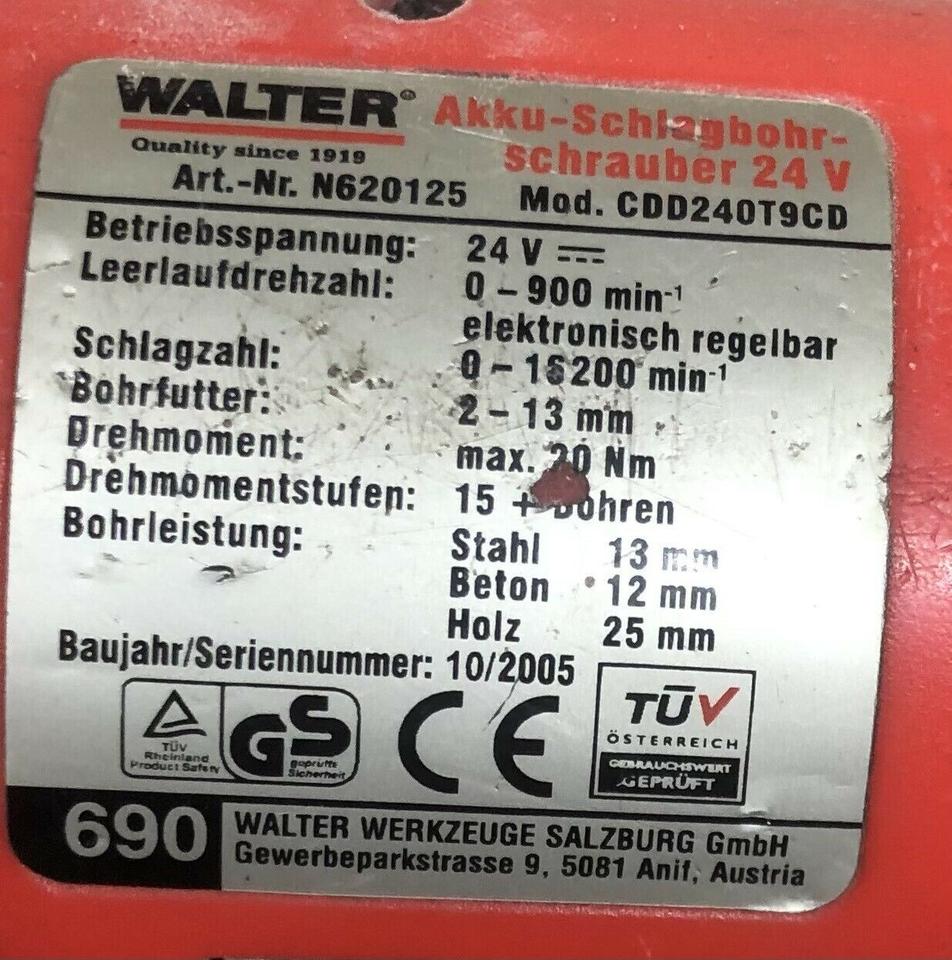 WALTER®
Quality since 1919
Akku-Schlagbohr-
schrauber 24 V
Art.-Nr. N620125 Mod. CDD240T9CD
Betriebsspannung: 24 V
Leerlaufdrehzahl: 0 – 900 min-1
elektronisch regelbar
Schlagzahl: 0 – 16200 min-1
Bohrfutter: 2 – 13 mm
Drehmoment: max. 20 Nm
Drehmomentstufen: 15 + Bohren
Bohrleistung: Stahl 13 mm
Beton 12 mm
Holz 25 mm
Baujahr/Seriennummer: 10/2005
TÜV
Rheinland
Product Safety
GS
geprüfte
Sicherheit
CE
TÜV
ÖSTERREICH
GEBRAUCHSWERT
GEPRÜFT
690
WALTER WERKZEUGE SALZBURG GmbH
Gewerbeparkstrasse 9, 5081 Anif, Austria